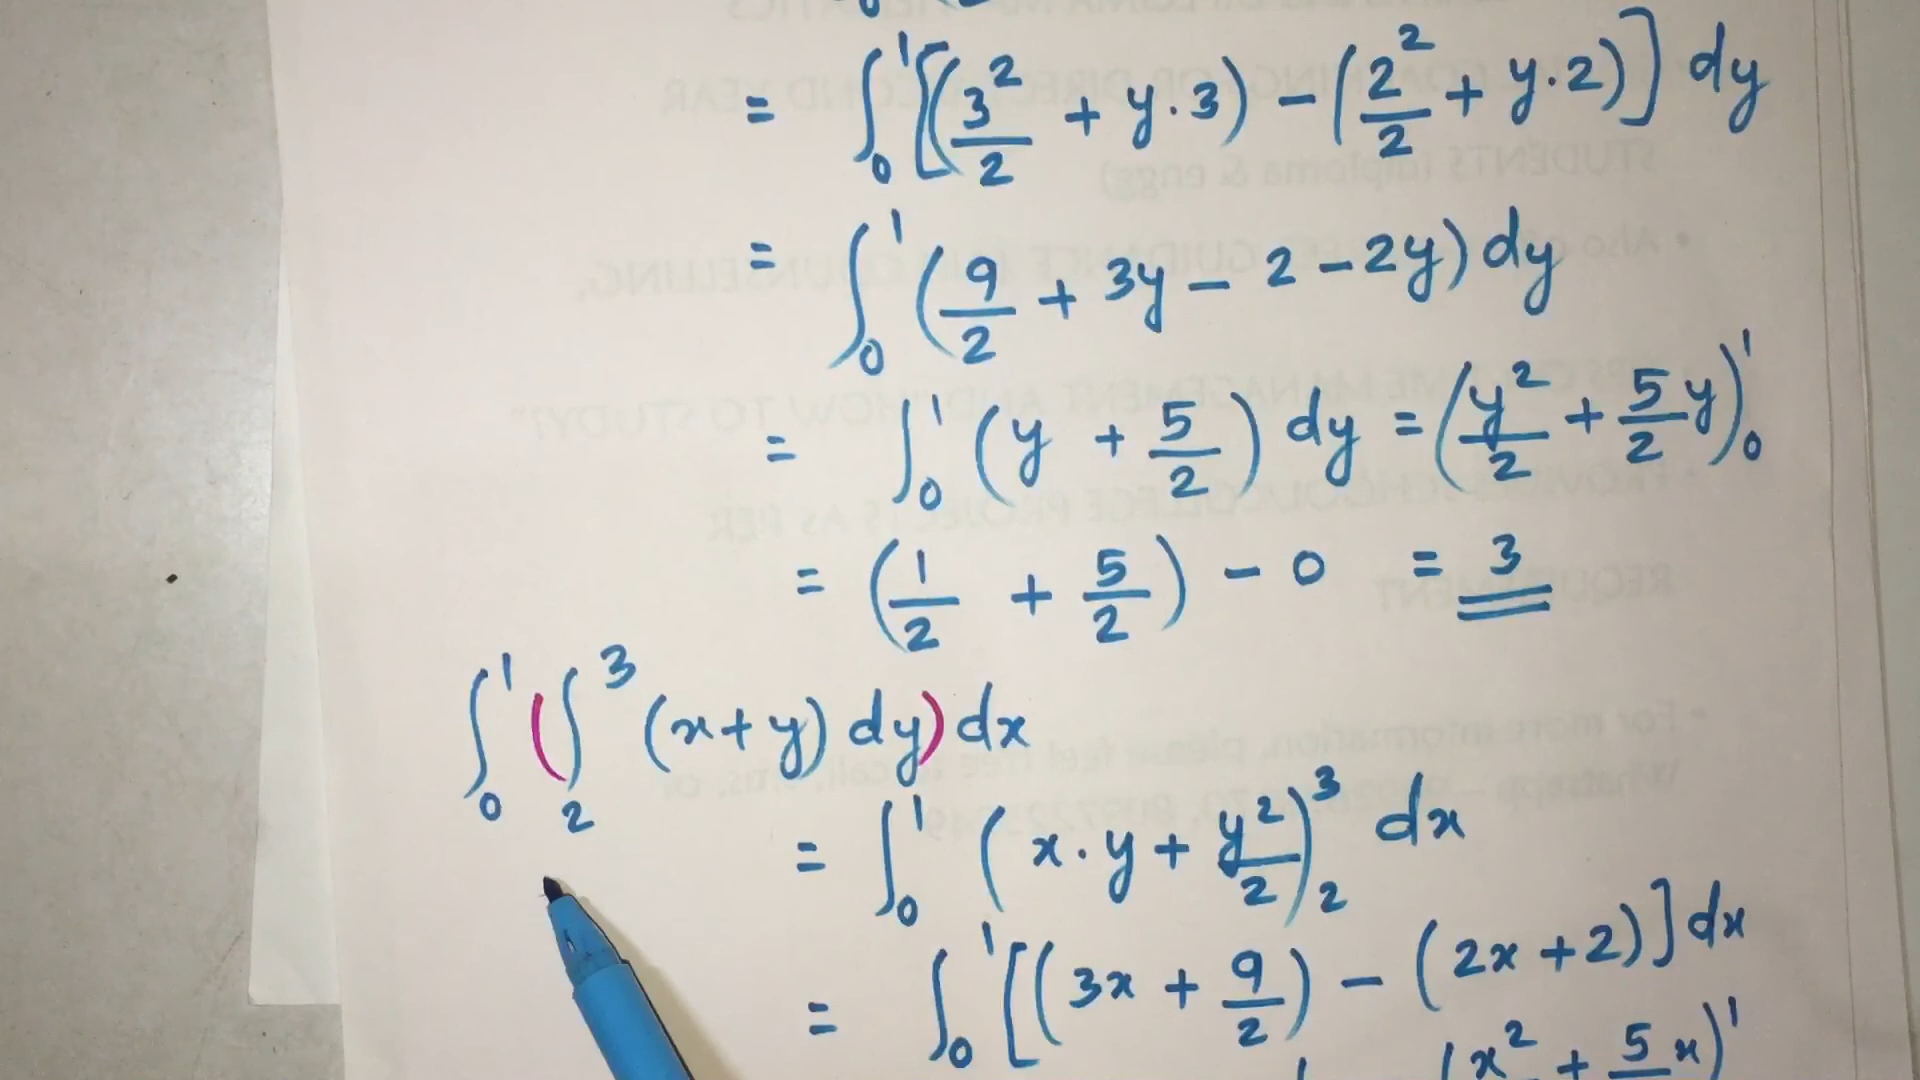 = ∫₀¹ [(3²/2 + y·3) − (2²/2 + y·2)] dy
= ∫₀¹ (9/2 + 3y − 2 − 2y) dy
= ∫₀¹ (y + 5/2) dy = (y²/2 + 5/2 y)₀¹
= (1/2 + 5/2) − 0 = 3
∫₀¹ (∫₂³ (x+y) dy) dx
= ∫₀¹ (x·y + y²/2)₂³ dx
= ∫₀¹ [(3x + 9/2) − (2x + 2)] dx